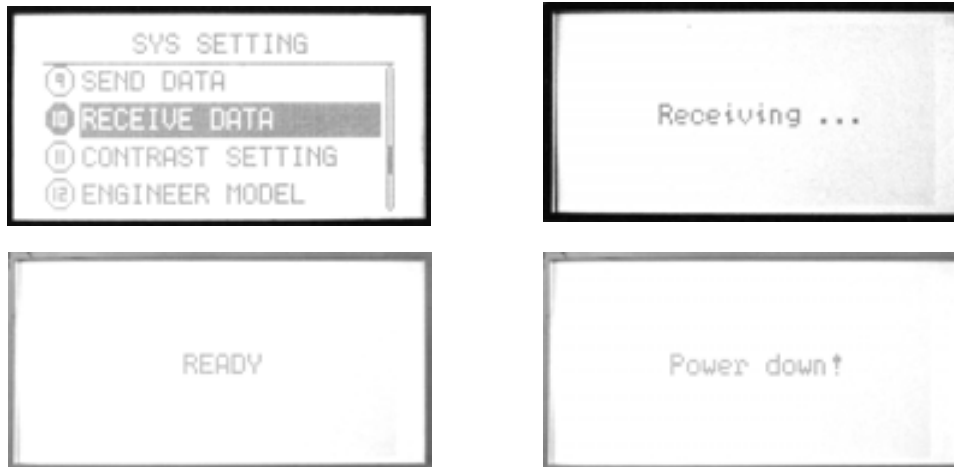 SYS SETTING
9 SEND DATA
10 RECEIVE DATA
11 CONTRAST SETTING
12 ENGINEER MODEL
Receiving ...
READY
Power down!